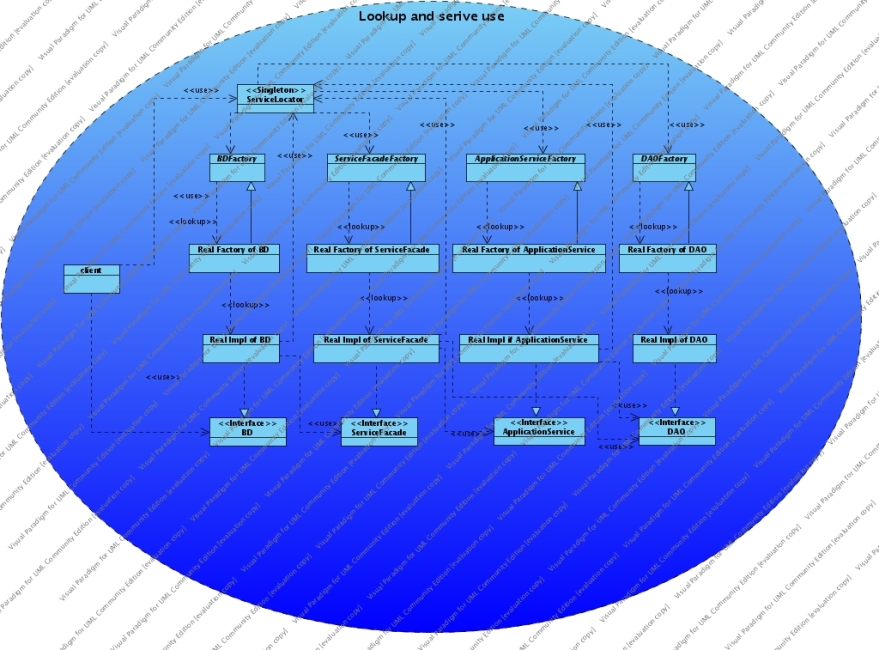 Lookup and serive use
<<use>>
<<Singleton>>
ServiceLocator
<<use>>
<<use>>
<<use>>
<<use>>
<<use>>
<<use>>
BDFactory
ServiceFacadeFactory
ApplicationServiceFactory
DAOFactory
<<use>>
<<lookup>>
<<lookup>>
<<lookup>>
<<lookup>>
Real Factory of BD
Real Factory of ServiceFacade
Real Factory of ApplicationService
Real Factory of DAO
client
<<lookup>>
<<lookup>>
<<lookup>>
<<lookup>>
Real Impl of BD
Real Impl of ServiceFacade
Real Impl if ApplicationService
Real Impl of DAO
<<use>>
<<use>>
<<Interface>>
BD
<<use>>
<<Interface>>
ServiceFacade
<<use>>
<<Interface>>
ApplicationService
<<Interface>>
DAO
<<use>>
Visual Paradigm for UML Community Edition [evaluation copy]